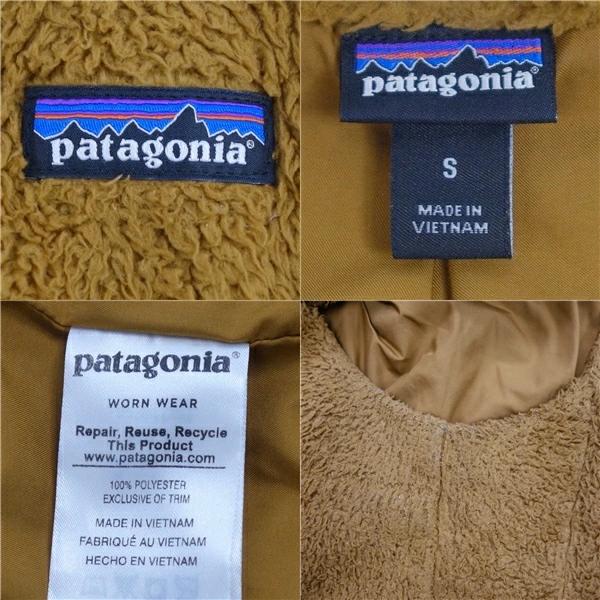 patagonia®
patagonia®
S
MADE IN
VIETNAM
patagonia®
WORN WEAR
Repair, Reuse, Recycle
This Product
www.patagonia.com
100% POLYESTER
EXCLUSIVE OF TRIM
MADE IN VIETNAM
FABRIQUÉ AU VIETNAM
HECHO EN VIETNAM